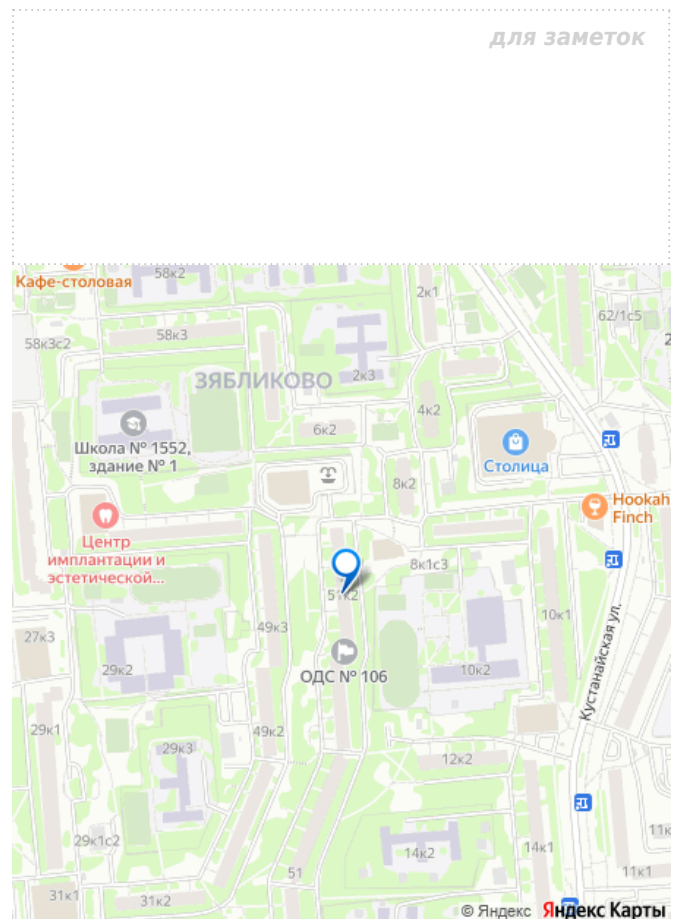 для заметок
Кафе-столовая
58к2
2к1
62/1с5
58к3
58к3с2
2
ЗЯБЛИКОВО
2к3
4к2
6к2
Школа № 1552,
здание № 1
Столица
8к2
Hookah
Finch
Центр
имплантации и
эстетической...
8к1с3
51к2
10к1
49к3
27к3
29к2
ОДС № 106
10к2
Кустанайская ул.
29к1
49к2
29к3
12к2
29к1с2
14к1
11к
14к2
51
11к1
31к1
31к2
© Яндекс Яндекс Карты